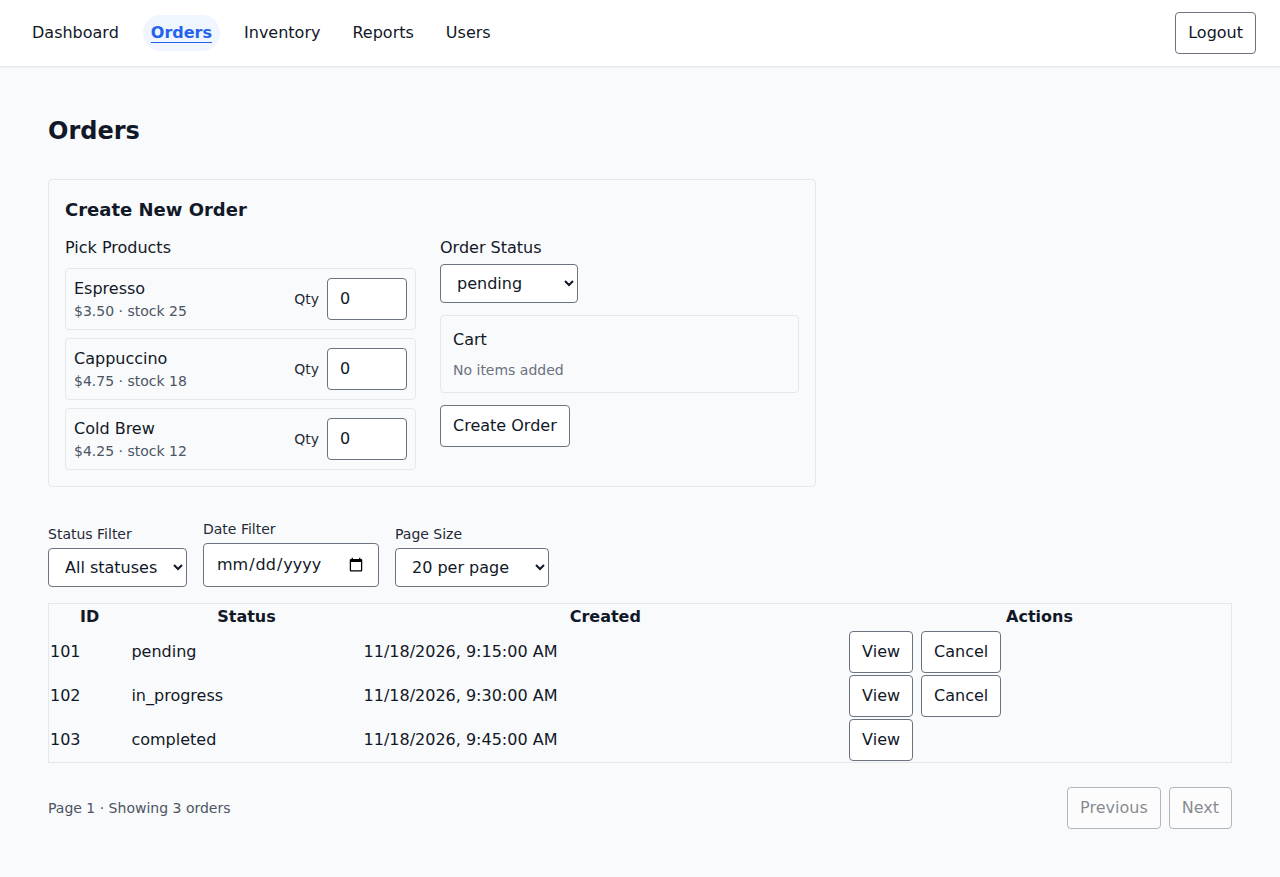 Dashboard Orders Inventory Reports Users Logout
Orders
Create New Order
Pick Products
Espresso
$3.50 · stock 25
Qty 0
Cappuccino
$4.75 · stock 18
Qty 0
Cold Brew
$4.25 · stock 12
Qty 0
Order Status
pending
Cart
No items added
Create Order
Status Filter
All statuses
Date Filter
mm/dd/yyyy
Page Size
20 per page
ID Status Created Actions
101 pending 11/18/2026, 9:15:00 AM View Cancel
102 in_progress 11/18/2026, 9:30:00 AM View Cancel
103 completed 11/18/2026, 9:45:00 AM View
Page 1 · Showing 3 orders Previous Next